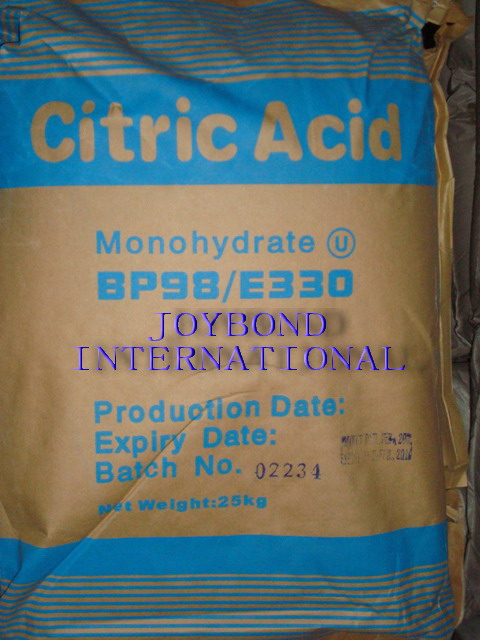 Citric Acid
Monohydrate U
BP98/E330
JOYBOND
INTERNATIONAL
Production Date:
Expiry Date:
Batch No. 02234
Net Weight:25kg